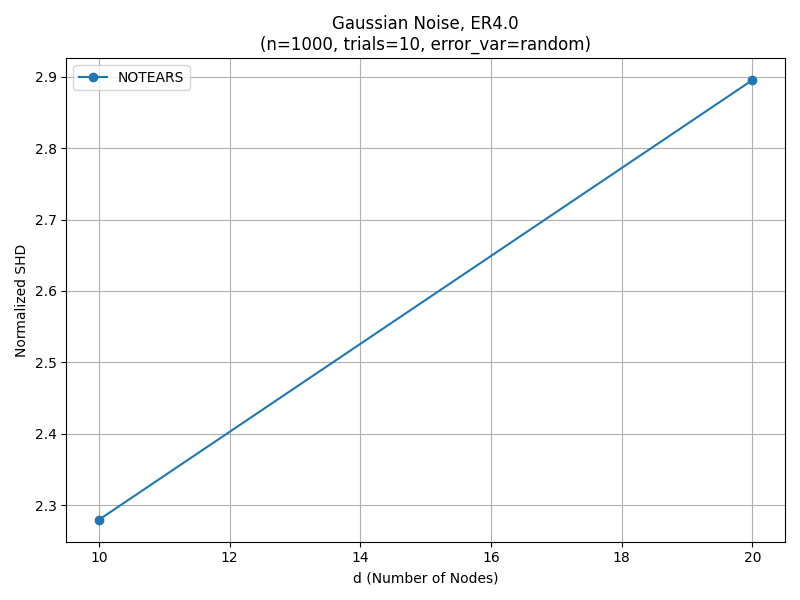 Gaussian Noise, ER4.0
(n=1000, trials=10, error_var=random)
NOTEARS
Normalized SHD
2.9
2.8
2.7
2.6
2.5
2.4
2.3
10 12 14 16 18 20
d (Number of Nodes)